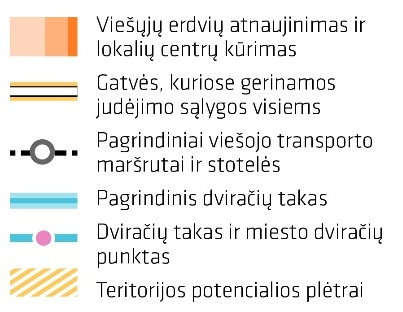 Viešųjų erdvių atnaujinimas ir
lokalių centrų kūrimas
Gatvės, kuriose gerinamos
judėjimo sąlygos visiems
Pagrindiniai viešojo transporto
maršrutai ir stotelės
Pagrindinis dviračių takas
Dviračių takas ir miesto dviračių
punktas
Teritorijos potencialios plėtrai